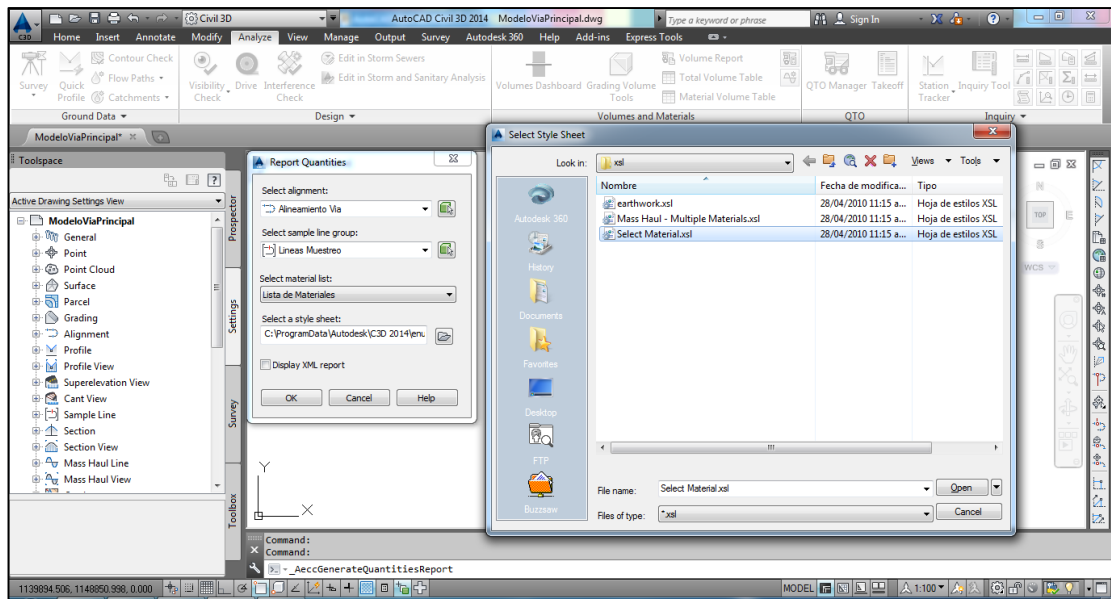 Civil 3D
AutoCAD Civil 3D 2014 ModeloViaPrincipal.dwg
Type a keyword or phrase
Sign In
C3D
Home Insert Annotate Modify Analyze View Manage Output Survey Autodesk 360 Help Add-ins Express Tools
Survey
Quick Profile
Contour Check
Flow Paths
Catchments
Visibility Check
Drive
Interference Check
Edit in Storm Sewers
Edit in Storm and Sanitary Analysis
Volumes Dashboard
Grading Volume Tools
Volume Report
Total Volume Table
Material Volume Table
QTO Manager
Takeoff
Station Tracker
Inquiry Tool
Ground Data
Design
Volumes and Materials
QTO
Inquiry
ModeloViaPrincipal*
Toolspace
Active Drawing Settings View
ModeloViaPrincipal
General
Point
Point Cloud
Surface
Parcel
Grading
Alignment
Profile
Profile View
Superelevation View
Cant View
Sample Line
Section
Section View
Mass Haul Line
Mass Haul View
Prospector
Settings
Survey
Toolbox
Report Quantities
Select alignment:
Alineamiento Via
Select sample line group:
Lineas Muestreo
Select material list:
Lista de Materiales
Select a style sheet:
C:\ProgramData\Autodesk\C3D 2014\enu
Display XML report
OK Cancel Help
Select Style Sheet
Look in: xsl
Views Tools
Nombre Fecha de modifica... Tipo
earthwork.xsl 28/04/2010 11:15 a... Hoja de estilos XSL
Mass Haul - Multiple Materials.xsl 28/04/2010 11:15 a... Hoja de estilos XSL
Select Material.xsl 28/04/2010 11:15 a... Hoja de estilos XSL
Autodesk 360
History
Documents
Favorites
Desktop
FTP
Buzzsaw
File name: Select Material.xsl Open
Files of type: *.xsl Cancel
N
TOP E
S
WCS
Y
X
Command:
Command:
_AeccGenerateQuantitiesReport
1139894.506, 1148850.998, 0.000
MODEL
1:100